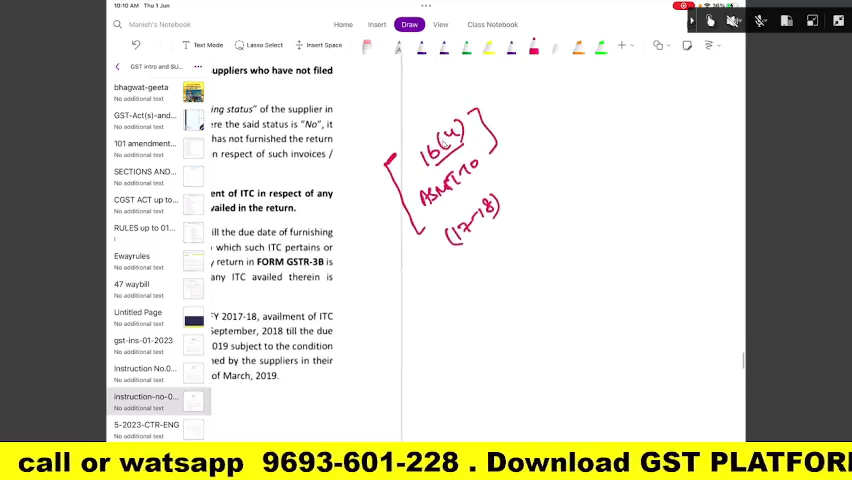 10:10 AM Thu 1 Jun
36%
Manish's Notebook
Home Insert Draw View Class Notebook
Text Mode Lasso Select Insert Space
GST intro and SU...
bhagwat-geeta
No additional text
GST-Act(s)-and...
No additional text
101 amendment...
No additional text
SECTIONS AND...
No additional text
CGST ACT up to...
No additional text
RULES up to 01...
Ewayrules
No additional text
47 waybill
No additional text
Untitled Page
No additional text
gst-ins-01-2023
No additional text
Instruction No.0...
No additional text
instruction-no-0...
No additional text
5-2023-CTR-ENG
No additional text
suppliers who have not filed
ing status" of the supplier in
ere the said status is "No", it
has not furnished the return
in respect of such invoices /
ent of ITC in respect of any
availed in the return.
ill the due date of furnishing
o which such ITC pertains or
y return in FORM GSTR-3B is
any ITC availed therein is
FY 2017-18, availment of ITC
September, 2018 till the due
019 subject to the condition
ned by the suppliers in their
of March, 2019.
16(4)
(17-18)
call or watsapp 9693-601-228 . Download GST PLATFOR